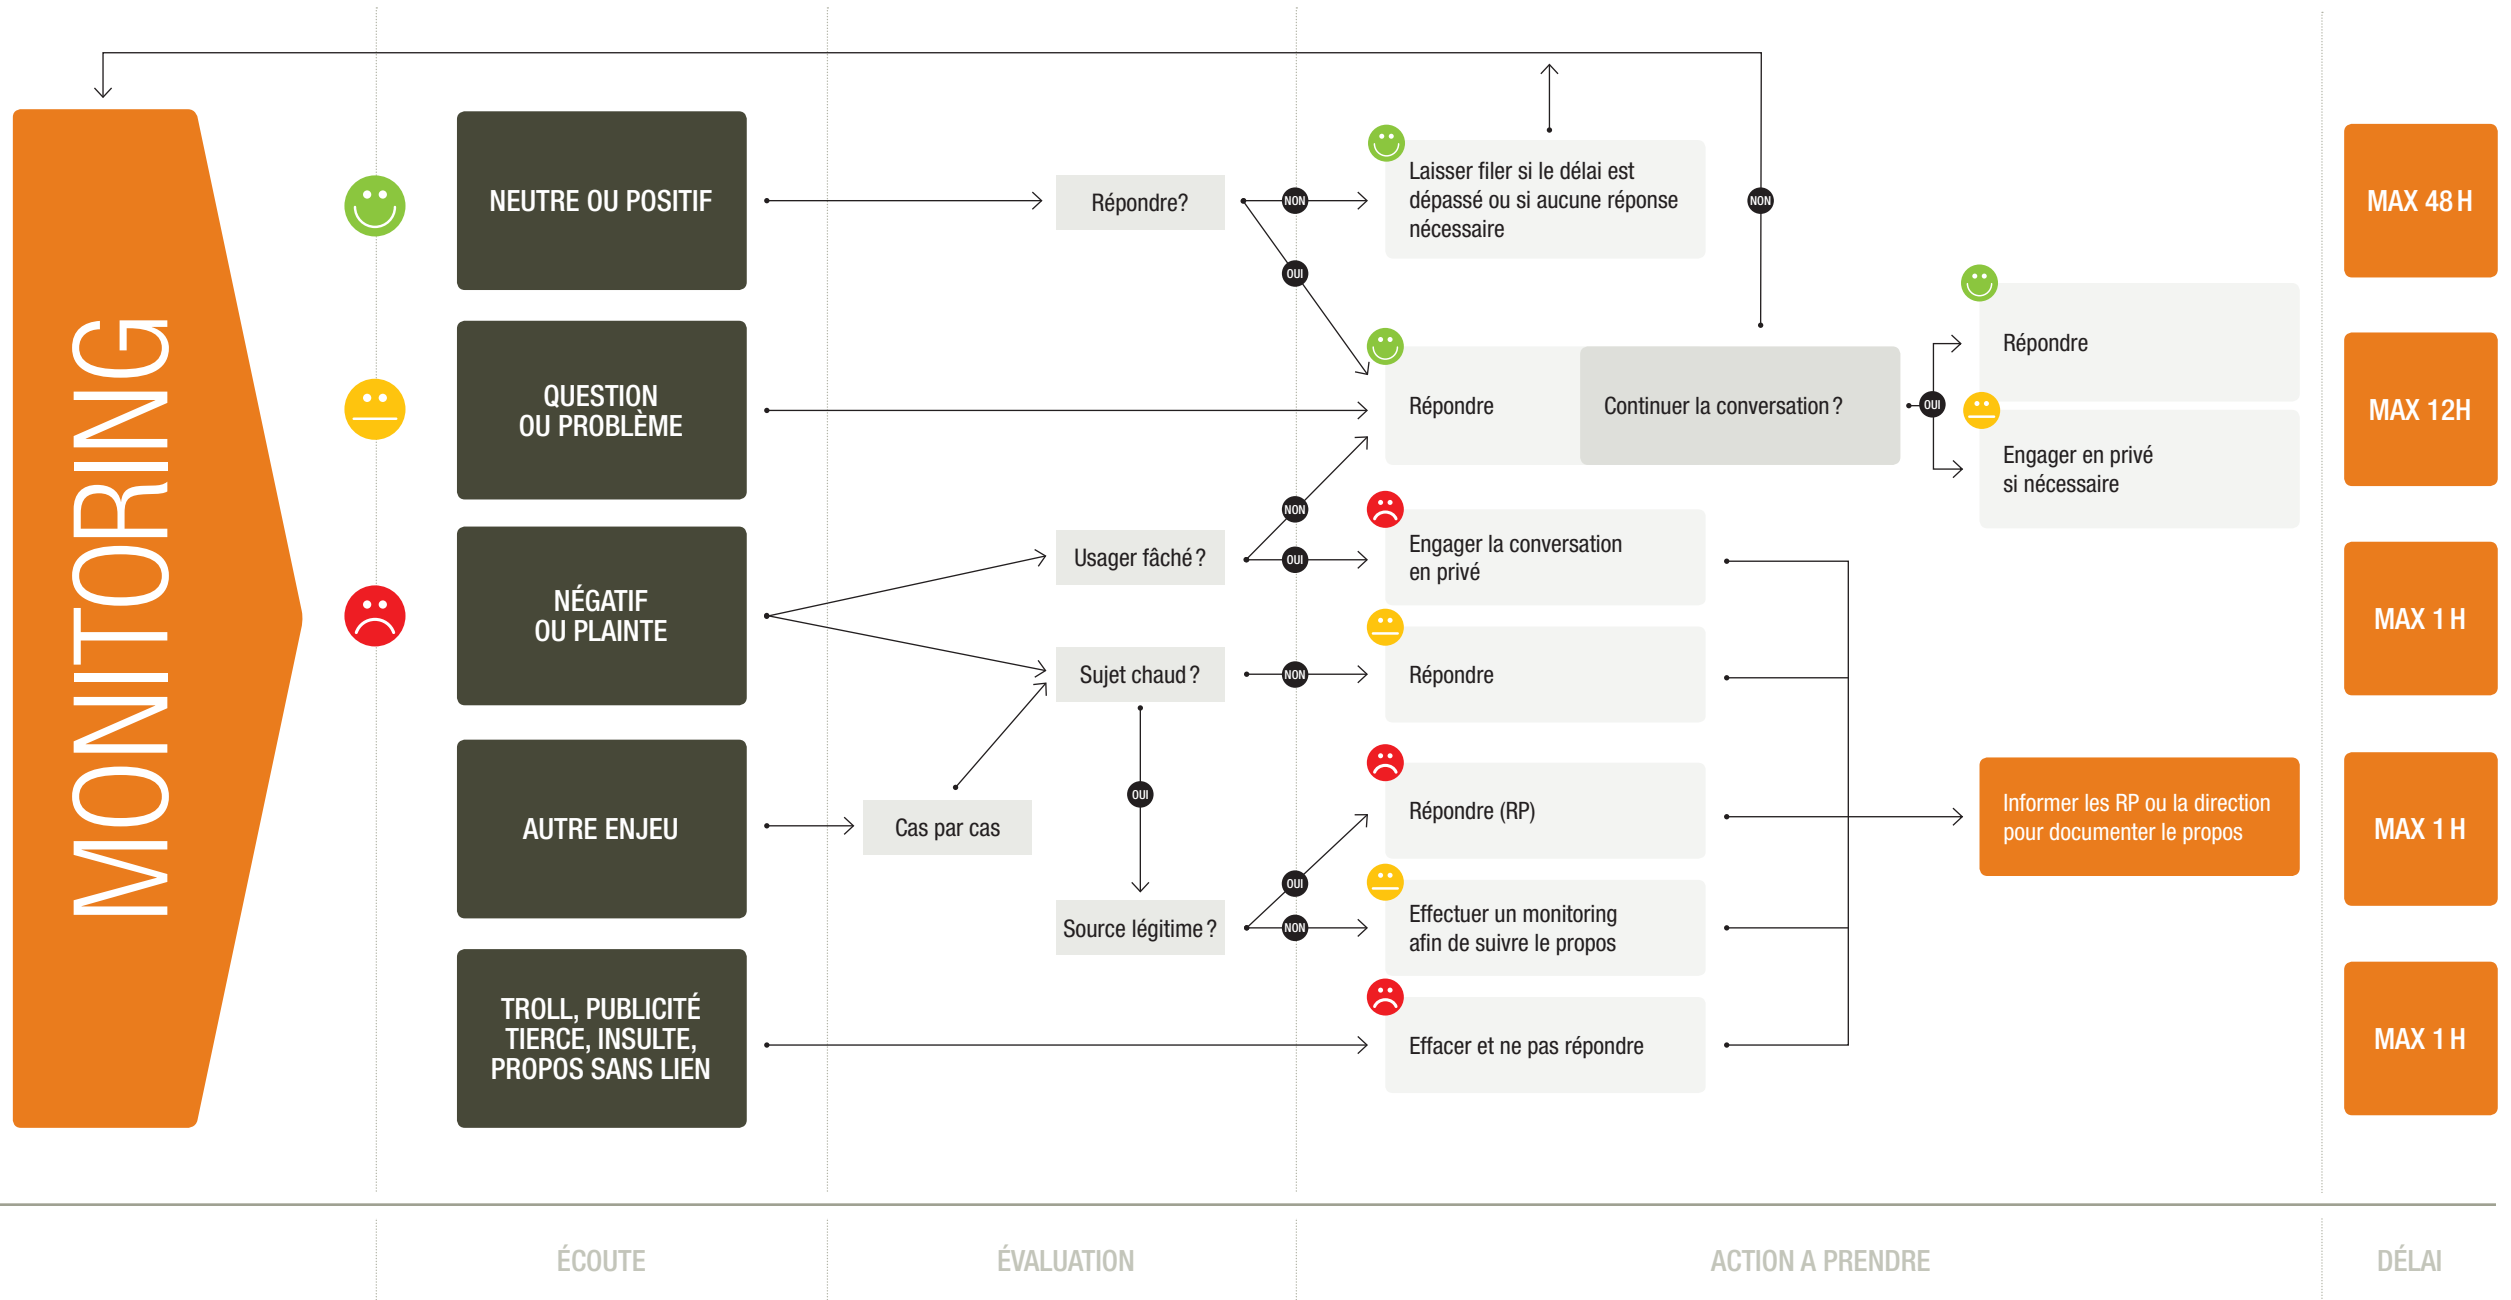 MONITORING
NEUTRE OU POSITIF
Répondre?
NON
OUI
Laisser filer si le délai est
dépassé ou si aucune réponse
nécessaire
NON
MAX 48 H
QUESTION
OU PROBLÈME
Répondre
Continuer la conversation ?
OUI
Répondre
Engager en privé
si nécessaire
MAX 12H
NÉGATIF
OU PLAINTE
Usager fâché ?
NON
OUI
Engager la conversation
en privé
Sujet chaud ?
NON
Répondre
MAX 1 H
AUTRE ENJEU
Cas par cas
OUI
Source légitime ?
OUI
NON
Répondre (RP)
Effectuer un monitoring
afin de suivre le propos
Informer les RP ou la direction
pour documenter le propos
MAX 1 H
TROLL, PUBLICITÉ
TIERCE, INSULTE,
PROPOS SANS LIEN
Effacer et ne pas répondre
MAX 1 H
ÉCOUTE
ÉVALUATION
ACTION A PRENDRE
DÉLAI